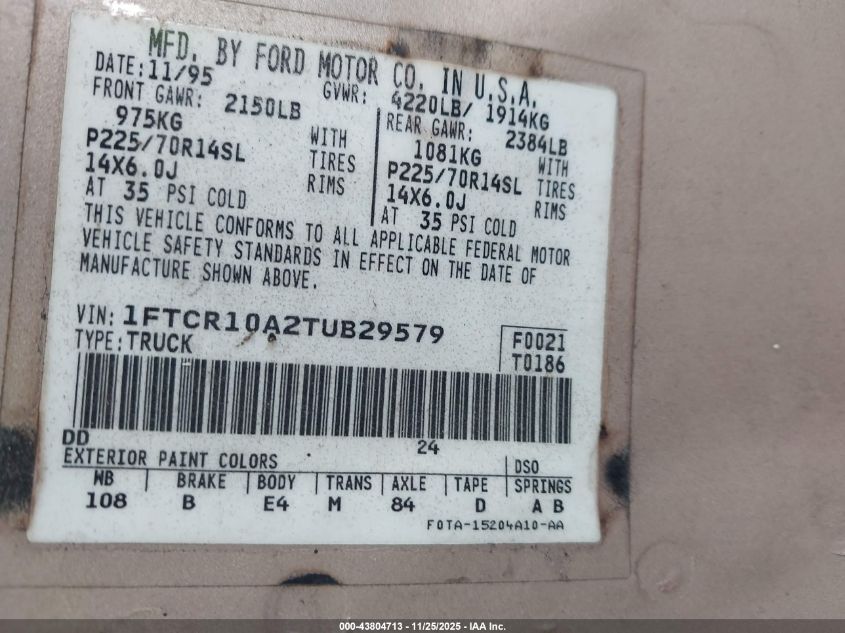 MFD. BY FORD MOTOR CO. IN U.S.A.
DATE: 11/95 GVWR: 4220LB/ 1914KG
FRONT GAWR: 2150LB REAR GAWR: 2384LB
975KG WITH 1081KG WITH
P225/70R14SL TIRES P225/70R14SL TIRES
14X6.0J RIMS 14X6.0J RIMS
AT 35 PSI COLD AT 35 PSI COLD
THIS VEHICLE CONFORMS TO ALL APPLICABLE FEDERAL MOTOR
VEHICLE SAFETY STANDARDS IN EFFECT ON THE DATE OF
MANUFACTURE SHOWN ABOVE.
VIN: 1FTCR10A2TUB29579 F0021
TYPE: TRUCK T0186
DD 24
EXTERIOR PAINT COLORS DSO
WB BRAKE BODY TRANS AXLE TAPE SPRINGS
108 B E4 M 84 D A B
F0TA-15204A10-AA
000-43804713 - 11/25/2025 - IAA Inc.